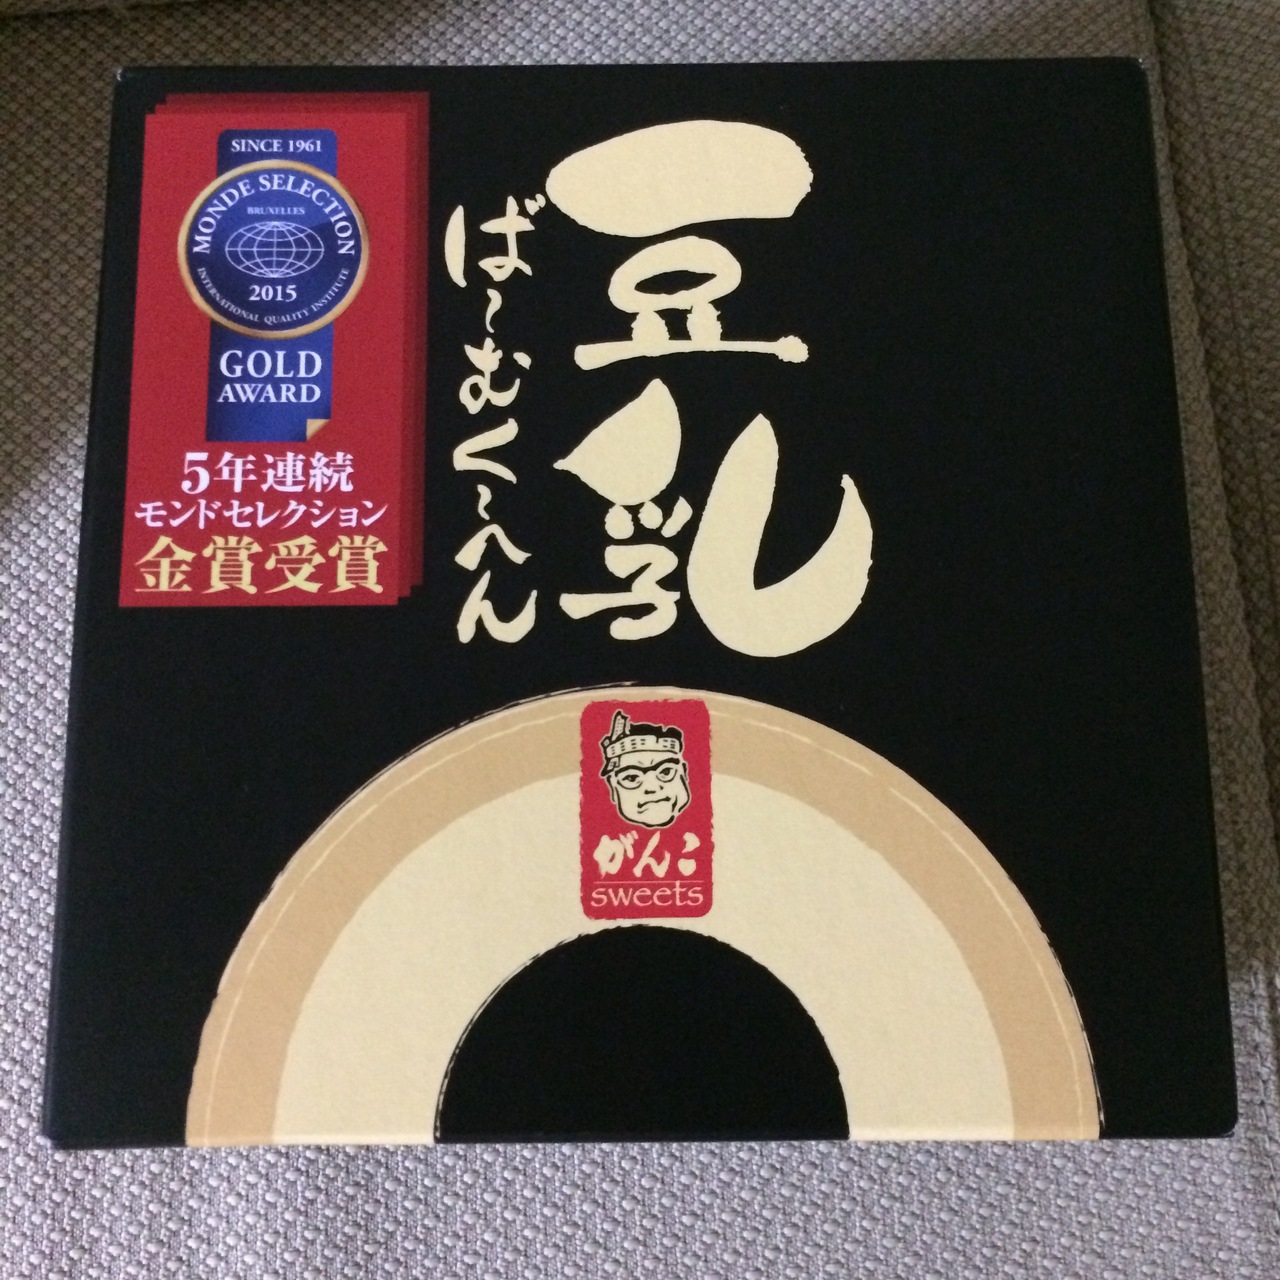 SINCE 1961
MONDE SELECTION
BRUXELLES
2015
INTERNATIONAL QUALITY INSTITUTE
GOLD
AWARD
5年連続
モンドセレクション
金賞受賞
豆乳
ば〜むく〜へん
がんこ
sweets